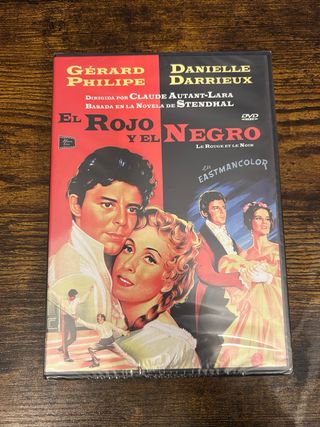 GÉRARD PHILIPE
DANIELLE DARRIEUX
DIRIGIDA POR CLAUDE AUTANT-LARA
BASADA EN LA NOVELA DE STENDHAL
EL ROJO
Y EL NEGRO
DVD
LE ROUGE ET LE NOIR
EN
EASTMANCOLOR